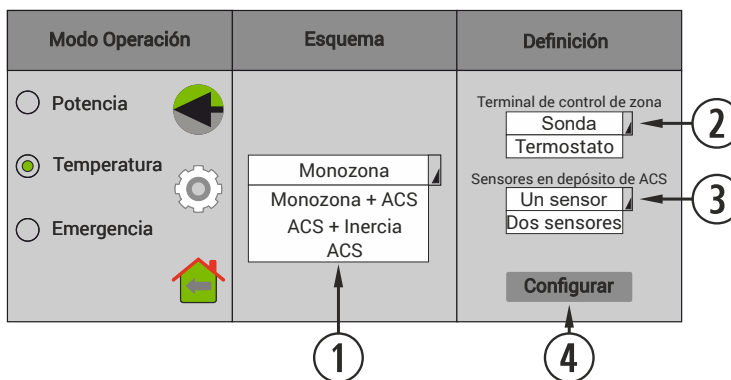 Modo Operación
Esquema
Definición
Potencia
Temperatura
Emergencia
Monozona
Monozona + ACS
ACS + Inercia
ACS
Terminal de control de zona
Sonda
Termostato
Sensores en depósito de ACS
Un sensor
Dos sensores
Configurar
1
2
3
4